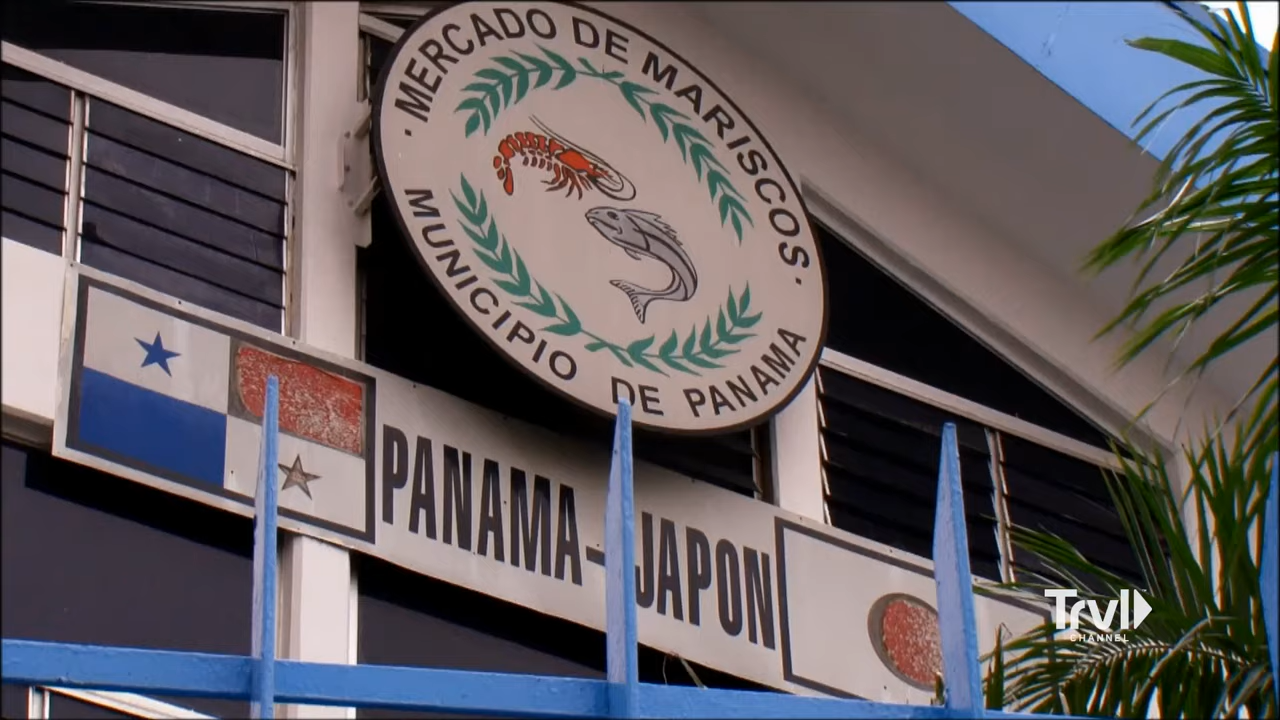 · MERCADO DE MARISCOS ·
MUNICIPIO DE PANAMA
PANAMA-JAPON
Trvl
CHANNEL